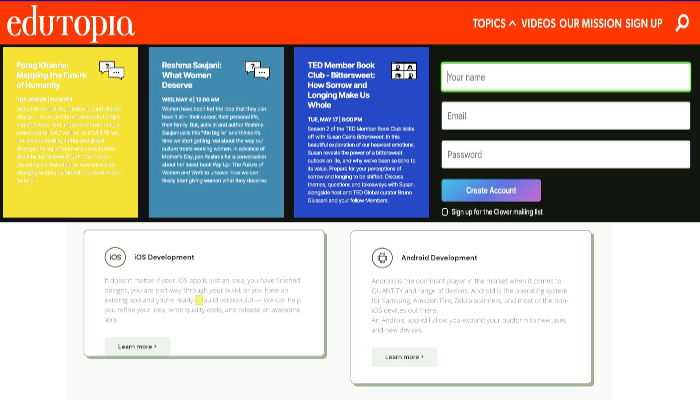 edutopia
TOPICS VIDEOS OUR MISSION SIGN UP
Parag Khanna:
Mapping the Future
of Humanity
Reshma Saujani:
What Women
Deserve
WED, MAY 4 | 12:00 AM
Women have been fed the idea that they can
have it all— their career, their personal life,
their family. But, activist and author Reshma
Saujani calls this "the big lie" and thinks it's
time we start getting real about the way our
culture treats working women. In advance of
Mother's Day, join Reshma for a conversation
about her latest book Pay Up: The Future of
Women and Work to uncover how we can
finally start giving women what they deserve.
TED Member Book
Club - Bittersweet:
How Sorrow and
Longing Make Us
Whole
TUE, MAY 17 | 8:00 PM
Season 2 of the TED Member Book Club kicks
off with Susan Cain's Bittersweet. In this
beautiful exploration of our heaviest emotions,
Susan reveals the power of a bittersweet
outlook on life, and why we've been so blind to
its value. Prepare for your perceptions of
sorrow and longing to be shifted. Discuss
themes, questions and takeaways with Susan,
alongside host and TED Global curator Bruno
Giussani and your fellow Members.
Your name
Email
Password
Create Account
Sign up for the Clover mailing list
iOS iOS Development
It doesn't matter if your iOS app is just an idea, you have finished
designs, you are part-way through your build, or you have an
existing app and you're ready build version 2.0 — We can help
you refine your idea, write quality code, and release an awesome
app.
Learn more >
Android Development
Android is the dominant player in the market when it comes to
QUANTITY and range of devices. Android is the operating system
for Samsung, Amazon Fire, Zebra scanners, and most of the non-
iOS devices out there.
An Android app will allow you expand your platform to new uses
and new devices.
Learn more >